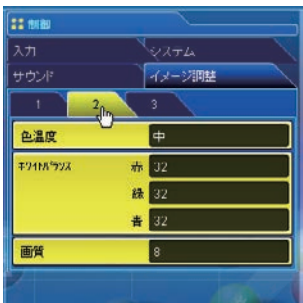 制御
入力 システム
サウンド イメージ調整
1 2 3
色温度 中
ﾎﾜｲﾄﾊﾞﾗﾝｽ 赤 32
緑 32
青 32
画質 8